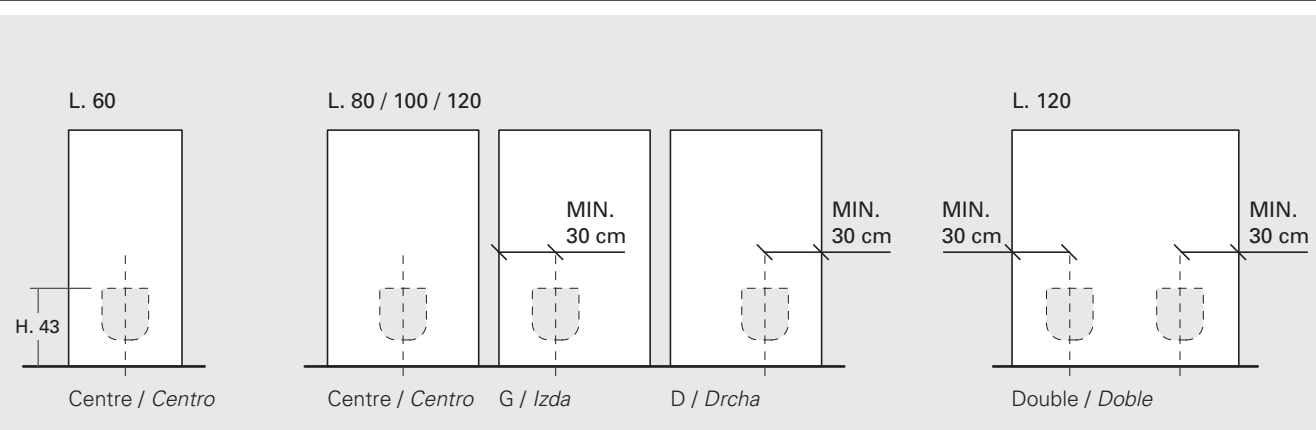 L. 60
L. 80 / 100 / 120
L. 120
MIN.
30 cm
MIN.
30 cm
MIN.
30 cm
MIN.
30 cm
H. 43
Centre / Centro
Centre / Centro
G / Izda
D / Drcha
Double / Doble